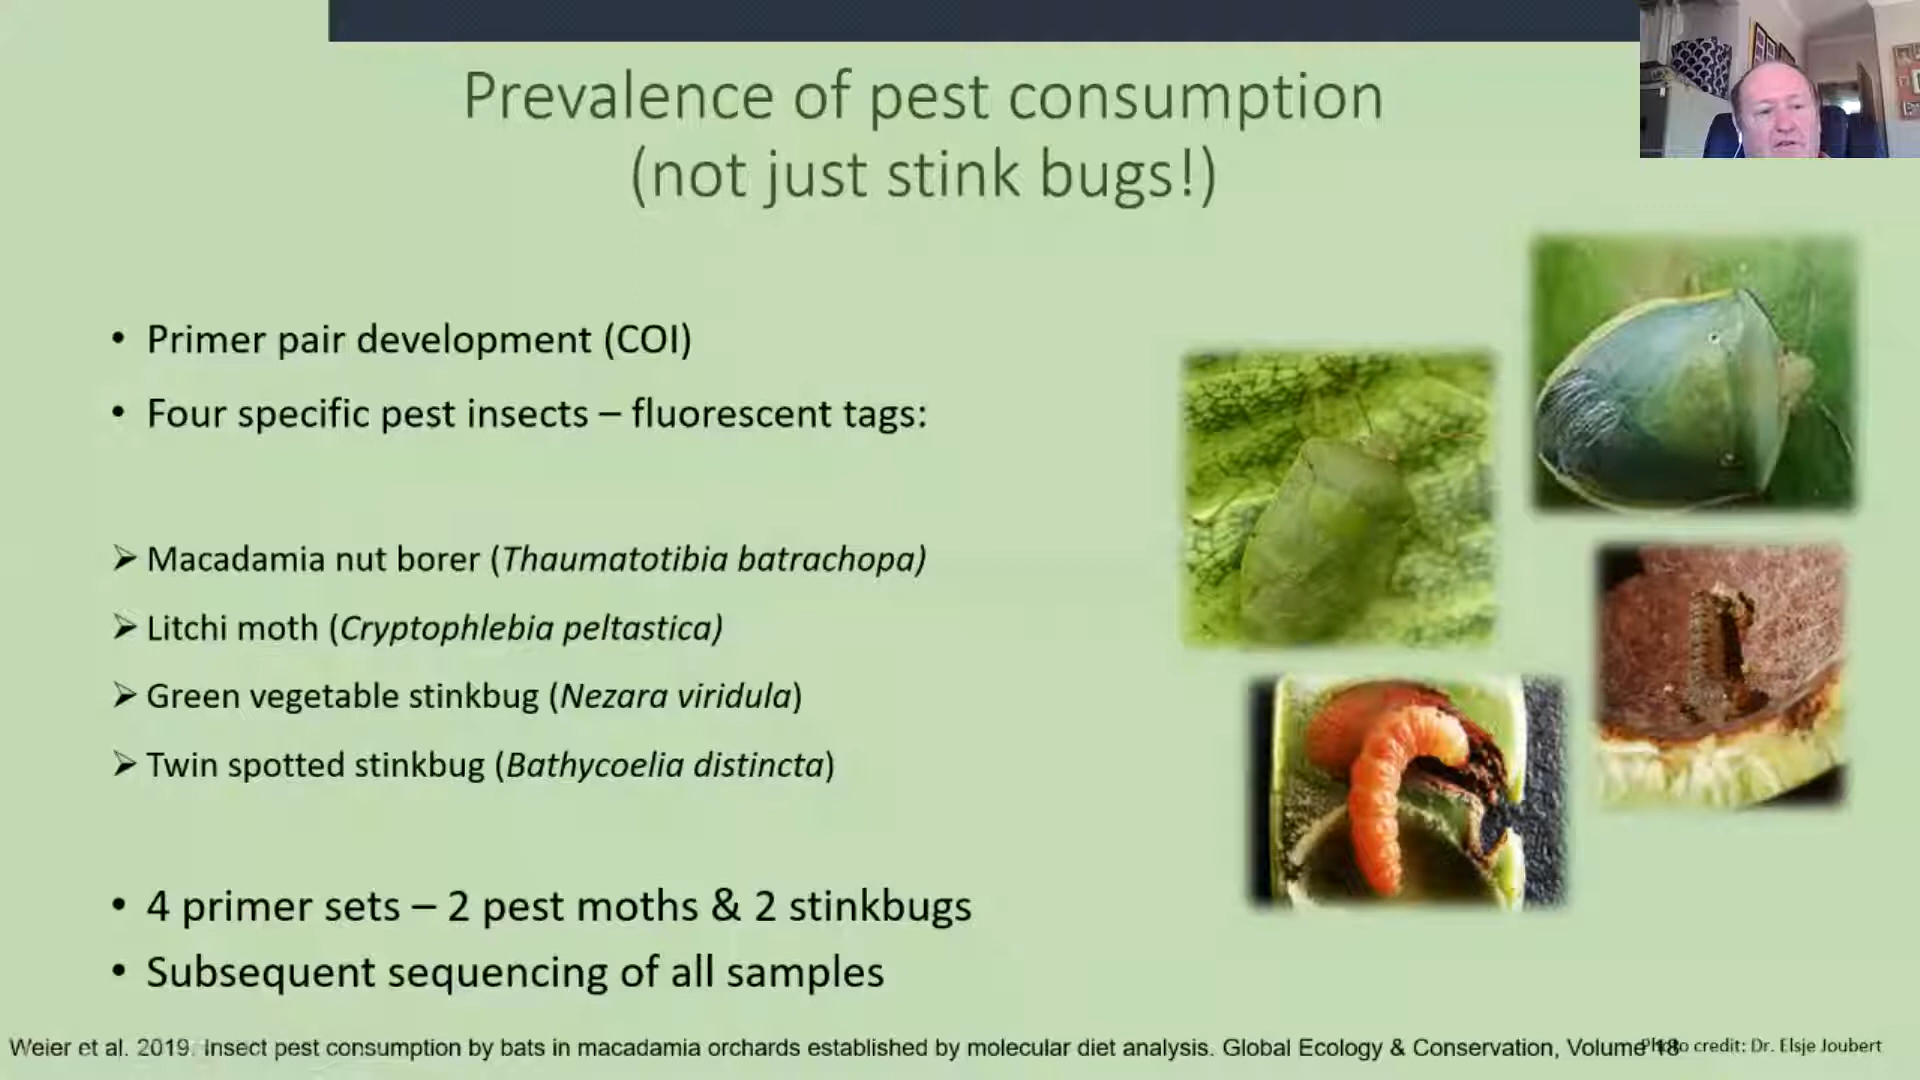 Prevalence of pest consumption
(not just stink bugs!)
• Primer pair development (COI)
• Four specific pest insects – fluorescent tags:
➢ Macadamia nut borer (Thaumatotibia batrachopa)
➢ Litchi moth (Cryptophlebia peltastica)
➢ Green vegetable stinkbug (Nezara viridula)
➢ Twin spotted stinkbug (Bathycoelia distincta)
• 4 primer sets – 2 pest moths & 2 stinkbugs
• Subsequent sequencing of all samples
Weier et al. 2019. Insect pest consumption by bats in macadamia orchards established by molecular diet analysis. Global Ecology & Conservation, Volume 18
Photo credit: Dr. Elsje Joubert